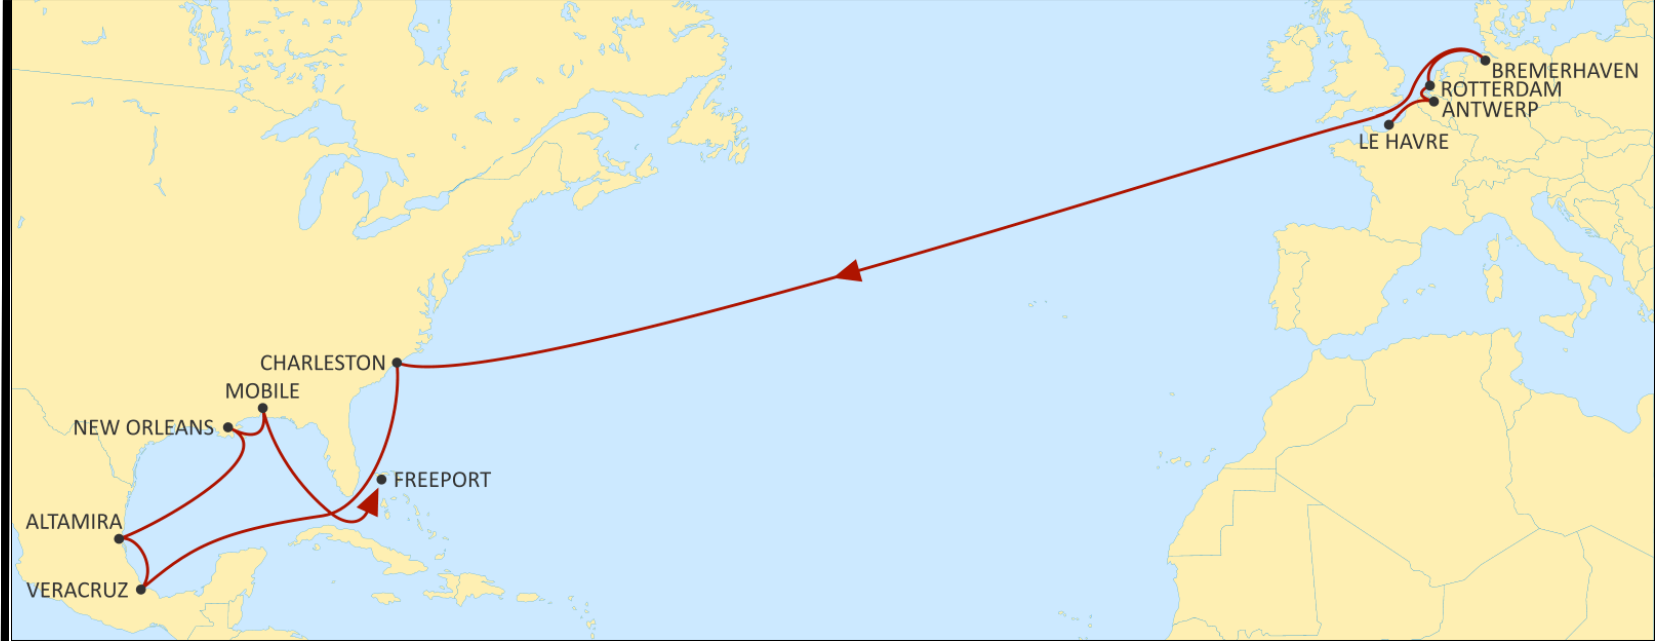 BREMERHAVEN
ROTTERDAM
ANTWERP
LE HAVRE
CHARLESTON
MOBILE
NEW ORLEANS
FREEPORT
ALTAMIRA
VERACRUZ